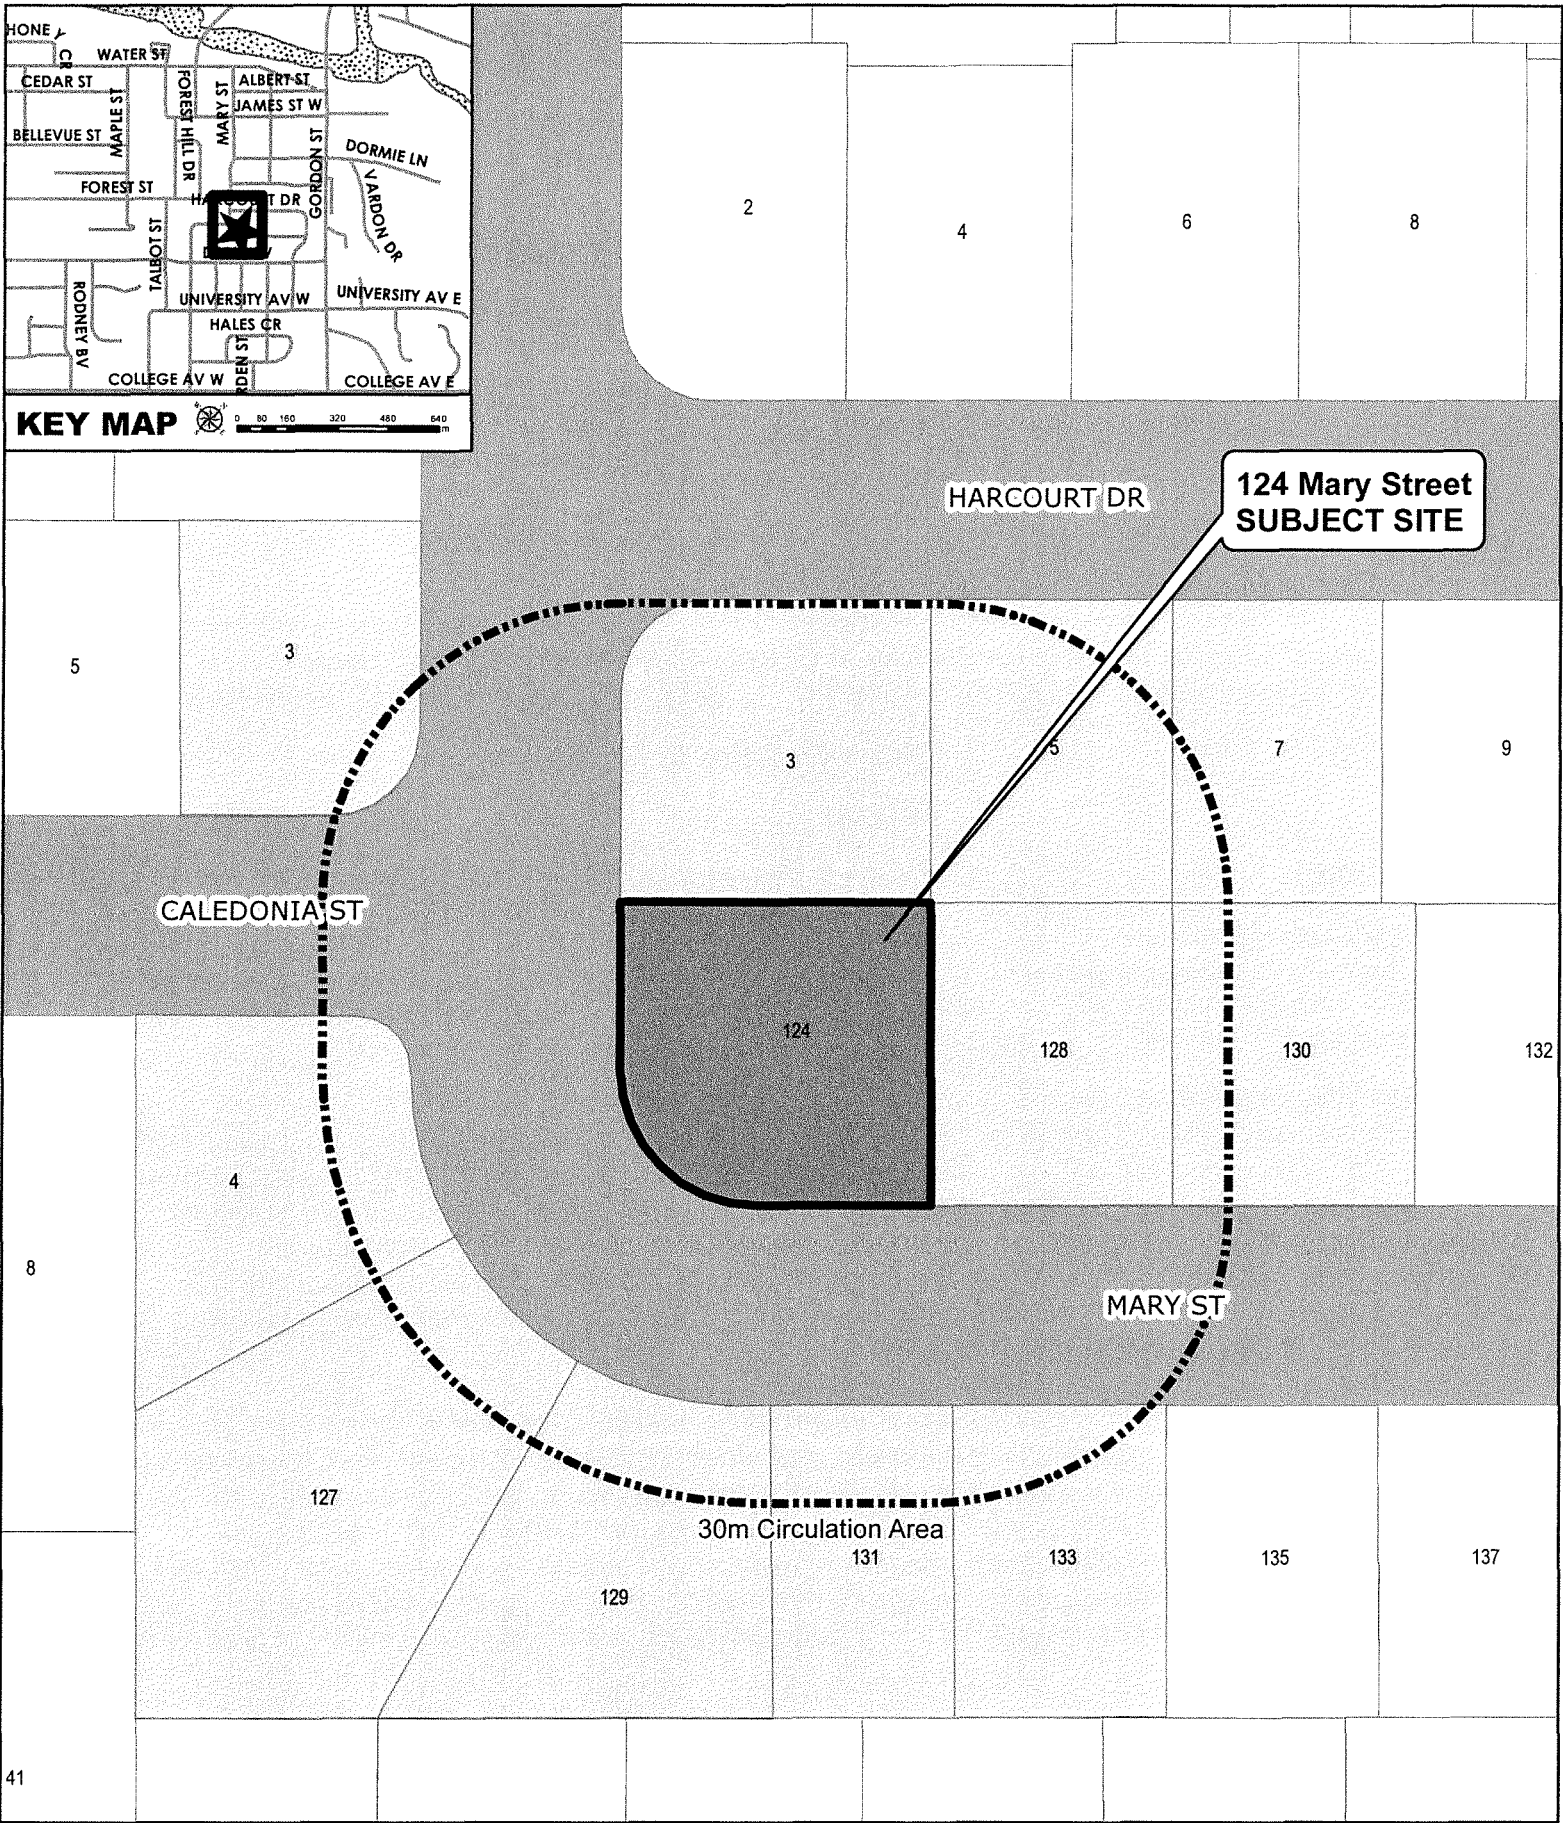 HONEY CR
WATER ST
CEDAR ST
ALBERT ST
JAMES ST W
MAPLE ST
FOREST HILL DR
MARY ST
BELLEVUE ST
GORDON ST
DORMIE LN
FOREST ST
VARDON DR
TALBOT ST
UNIVERSITY AV W
UNIVERSITY AV E
RODNEY BV
HALES CR
RDEN ST
COLLEGE AV W
COLLEGE AV E
KEY MAP
0 80 160 320 480 640
m
2
4
6
8
HARCOURT DR
124 Mary Street
SUBJECT SITE
5
3
3
5
7
9
CALEDONIA ST
124
128
130
132
4
8
MARY ST
127
30m Circulation Area
131
133
135
137
129
41